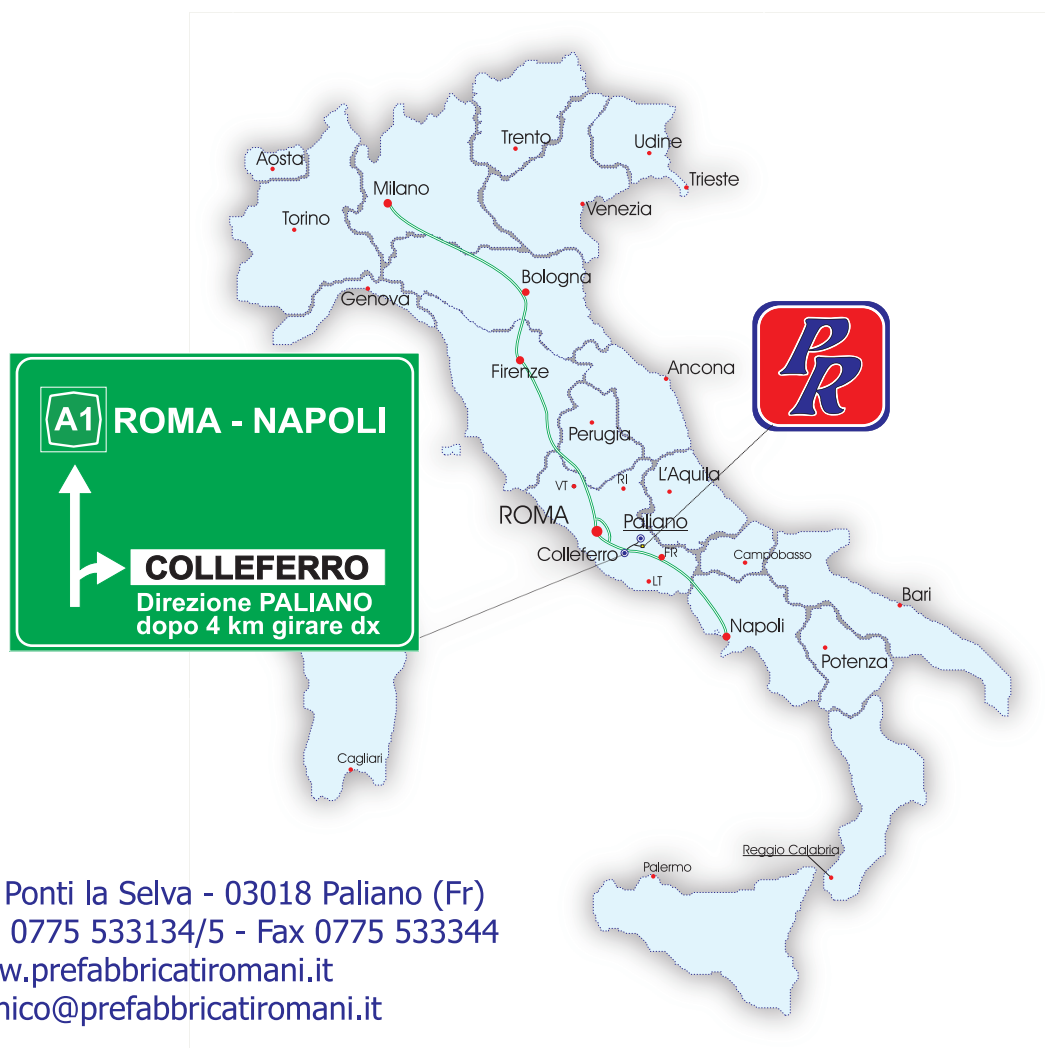 Trento
Udine
Aosta
Trieste
Milano
Venezia
Torino
Bologna
Genova
PR
Firenze
Ancona
A1 ROMA - NAPOLI
Perugia
L'Aquila
VT
RI
ROMA
Paliano
Colleferro
FR
Campobasso
COLLEFERRO
LT
Direzione PALIANO
dopo 4 km girare dx
Bari
Napoli
Potenza
Cagliari
Reggio Calabria
Palermo
Ponti la Selva - 03018 Paliano (Fr)
0775 533134/5 - Fax 0775 533344
w.prefabbricatiromani.it
nico@prefabbricatiromani.it